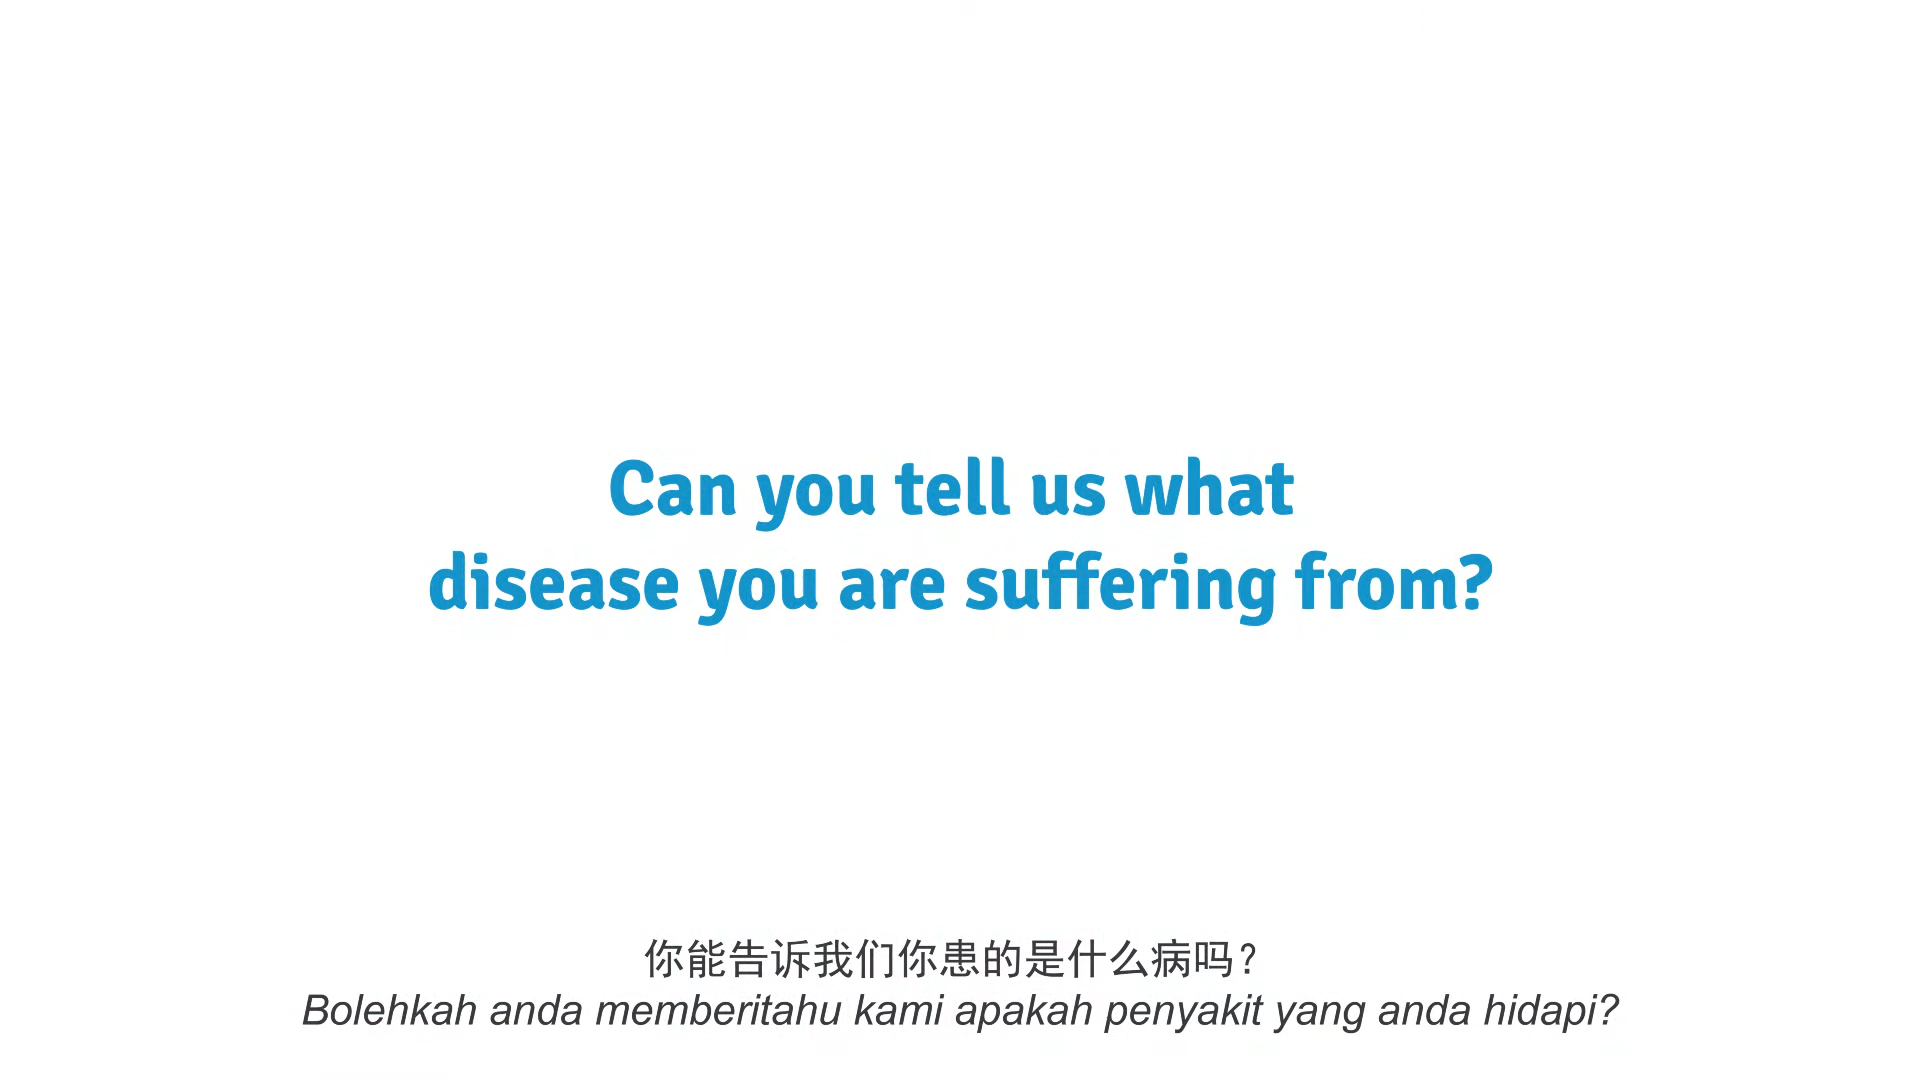 Can you tell us what
disease you are suffering from?
你能告诉我们你患的是什么病吗？
Bolehkah anda memberitahu kami apakah penyakit yang anda hidapi?